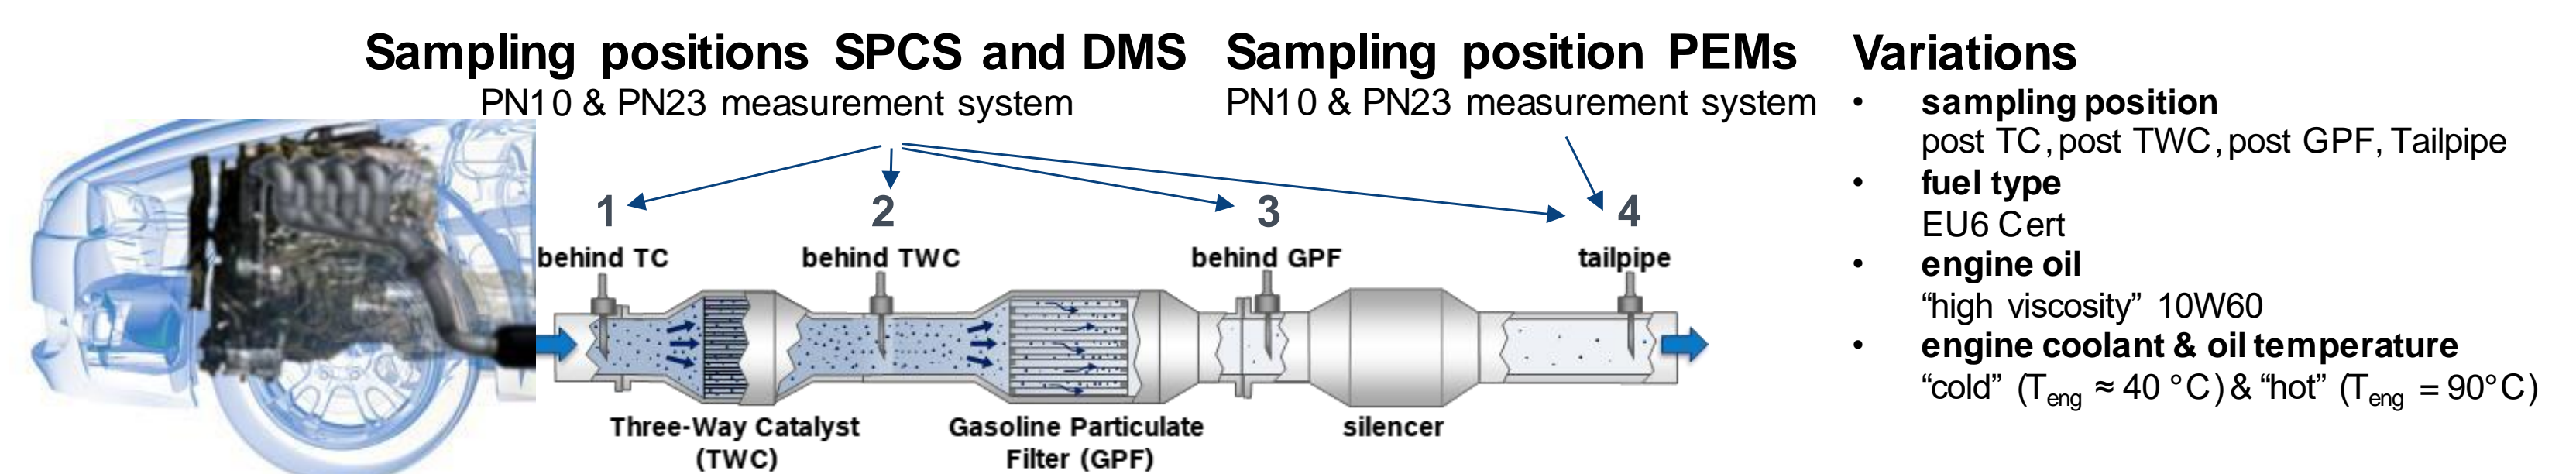 Sampling positions SPCS and DMS
PN10 & PN23 measurement system
Sampling position PEMs
PN10 & PN23 measurement system
1
2
3
4
behind TC
behind TWC
behind GPF
tailpipe
Three-Way Catalyst
(TWC)
Gasoline Particulate
Filter (GPF)
silencer
Variations
• sampling position
post TC, post TWC, post GPF, Tailpipe
• fuel type
EU6 Cert
• engine oil
“high viscosity” 10W60
• engine coolant & oil temperature
“cold” (Teng ≈ 40 °C) & “hot” (Teng = 90°C)